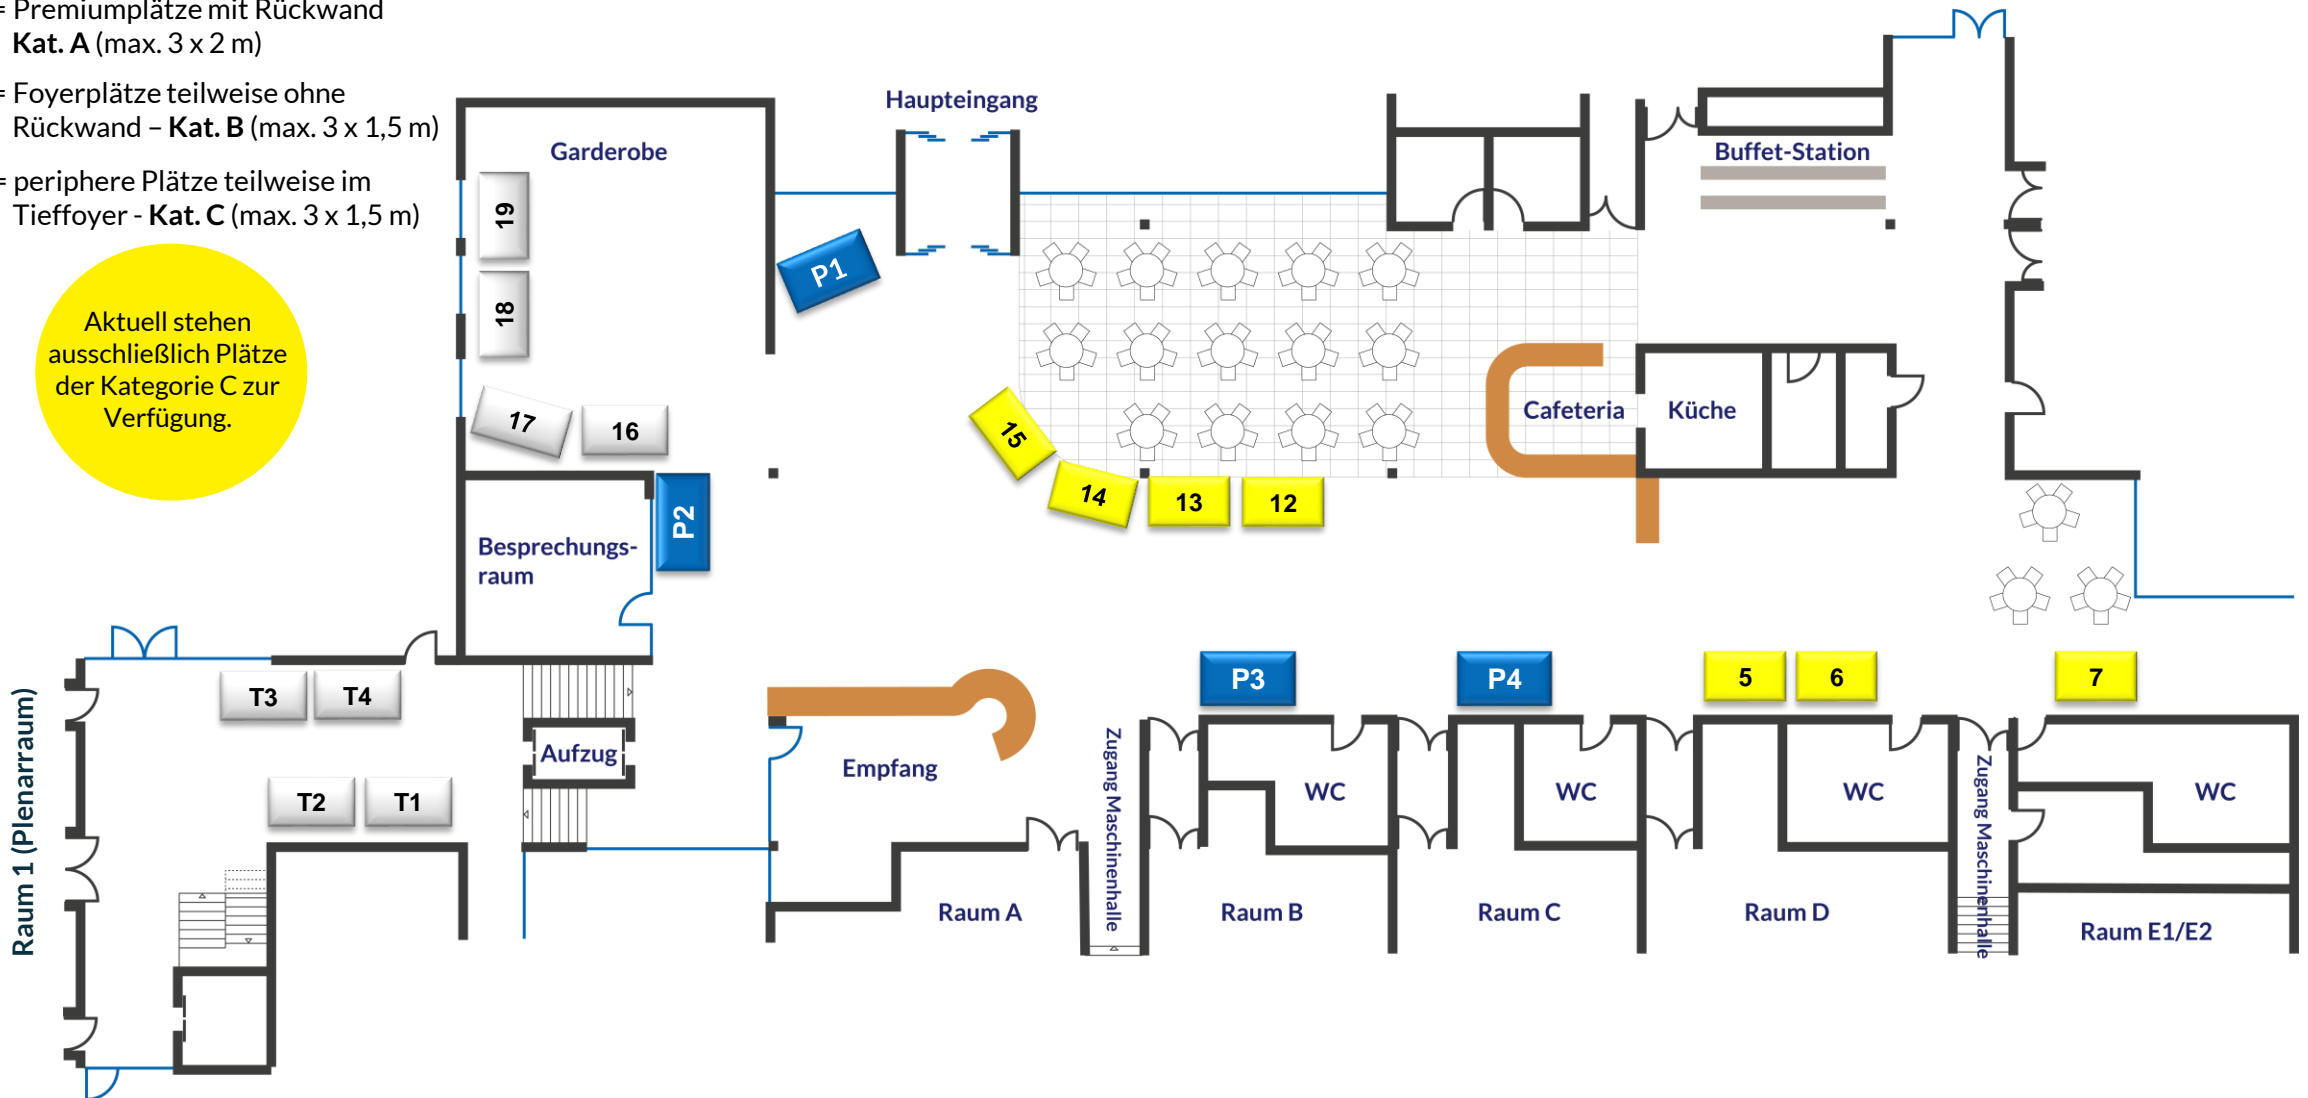 = Premiumplätze mit Rückwand
Kat. A (max. 3 x 2 m)
= Foyerplätze teilweise ohne
Rückwand – Kat. B (max. 3 x 1,5 m)
= periphere Plätze teilweise im
Tieffoyer - Kat. C (max. 3 x 1,5 m)
Aktuell stehen
ausschließlich Plätze
der Kategorie C zur
Verfügung.
Haupteingang
Garderobe
Buffet-Station
19
18
17
16
P1
P2
15
14
13
12
Cafeteria
Küche
Besprechungs-
raum
P3
P4
5
6
7
T3
T4
T2
T1
Raum 1 (Plenarraum)
Aufzug
Empfang
Zugang Maschinenhalle
WC
WC
WC
Zugang Maschinenhalle
WC
Raum A
Raum B
Raum C
Raum D
Raum E1/E2